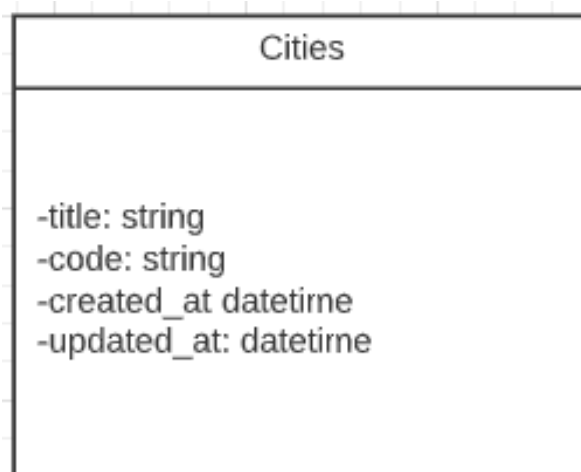 Cities
-title: string
-code: string
-created_at datetime
-updated_at: datetime